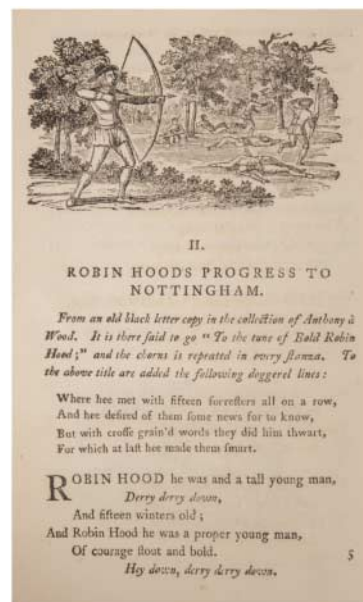 II.
ROBIN HOODS PROGRESS TO
NOTTINGHAM.
From an old black letter copy in the collection of Anthony à
Wood. It is there ſaid to go "To the tune of Bold Robin
Hood;" and the chorus is repeated in every ſtanza. To
the above title are added the following doggerel lines:
Where hee met with fifteen forreſters all on a row,
And hee deſired of them ſome news for to know,
But with croſſe grain'd words they did him thwart,
For which at laſt hee made them ſmart.
ROBIN HOOD he was and a tall young man,
Derry derry down,
And fifteen winters old;
And Robin Hood he was a proper young man,
Of courage ſtout and bold. 5
Hey down, derry derry down.